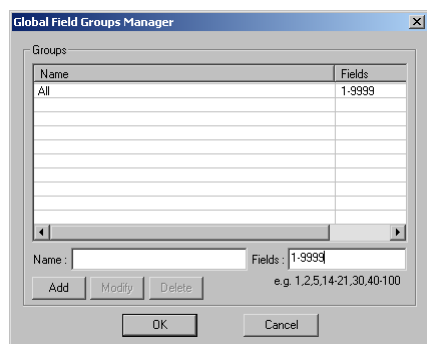 Global Field Groups Manager
Groups
Name Fields
All 1-9999
Name : Fields : 1-9999
Add Modify Delete e.g. 1,2,5,14-21,30,40-100
OK Cancel